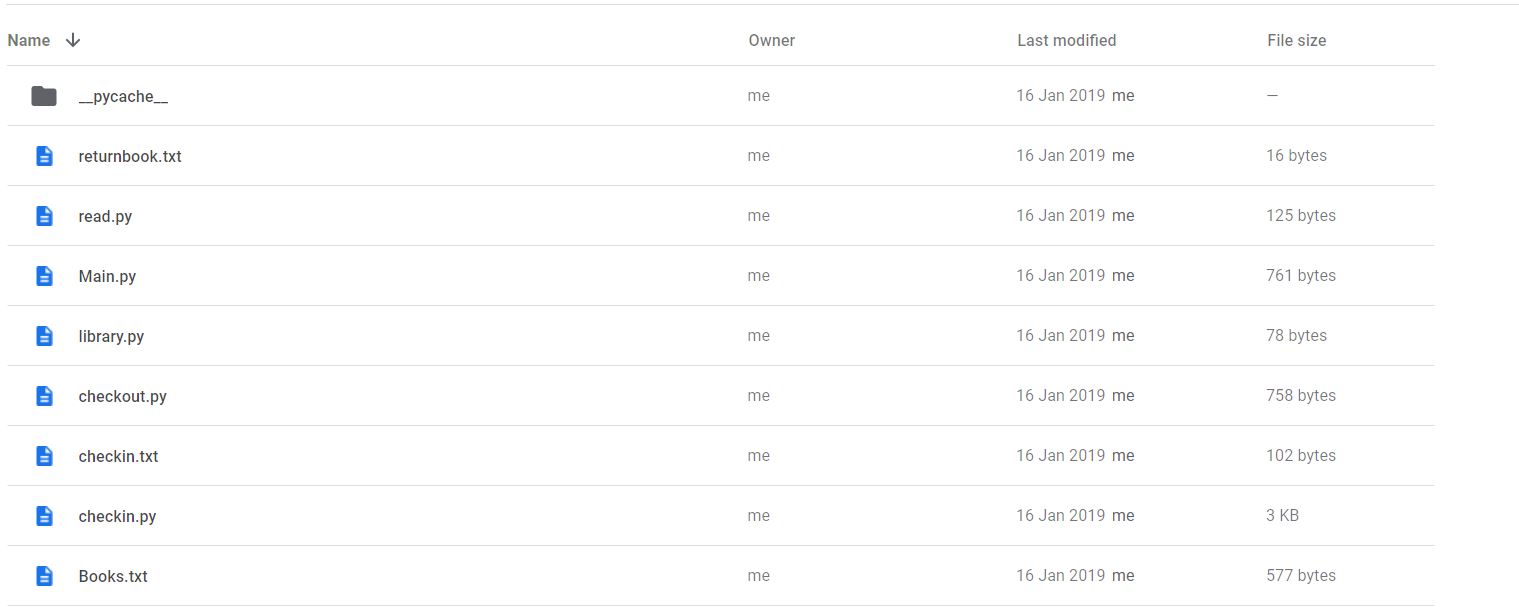 Name Owner Last modified File size
__pycache__ me 16 Jan 2019 me —
returnbook.txt me 16 Jan 2019 me 16 bytes
read.py me 16 Jan 2019 me 125 bytes
Main.py me 16 Jan 2019 me 761 bytes
library.py me 16 Jan 2019 me 78 bytes
checkout.py me 16 Jan 2019 me 758 bytes
checkin.txt me 16 Jan 2019 me 102 bytes
checkin.py me 16 Jan 2019 me 3 KB
Books.txt me 16 Jan 2019 me 577 bytes